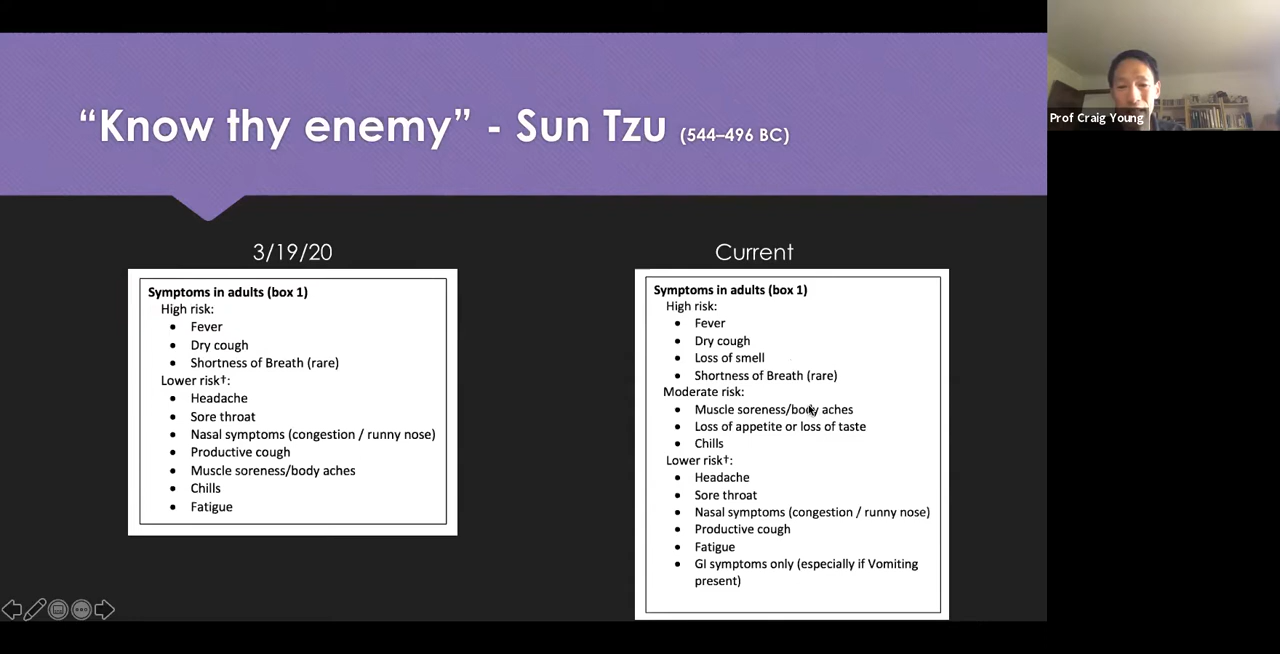 “Know thy enemy” - Sun Tzu (544–496 BC)
Prof Craig Young
3/19/20
Symptoms in adults (box 1)
High risk:
• Fever
• Dry cough
• Shortness of Breath (rare)
Lower risk†:
• Headache
• Sore throat
• Nasal symptoms (congestion / runny nose)
• Productive cough
• Muscle soreness/body aches
• Chills
• Fatigue
Current
Symptoms in adults (box 1)
High risk:
• Fever
• Dry cough
• Loss of smell
• Shortness of Breath (rare)
Moderate risk:
• Muscle soreness/body aches
• Loss of appetite or loss of taste
• Chills
Lower risk†:
• Headache
• Sore throat
• Nasal symptoms (congestion / runny nose)
• Productive cough
• Fatigue
• GI symptoms only (especially if Vomiting
present)